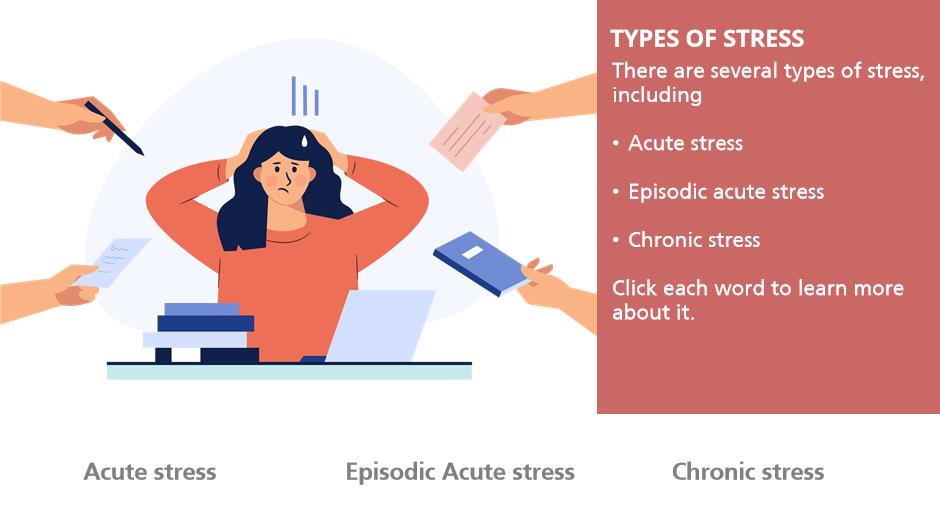 TYPES OF STRESS
There are several types of stress,
including
• Acute stress
• Episodic acute stress
• Chronic stress
Click each word to learn more
about it.
Acute stress
Episodic Acute stress
Chronic stress